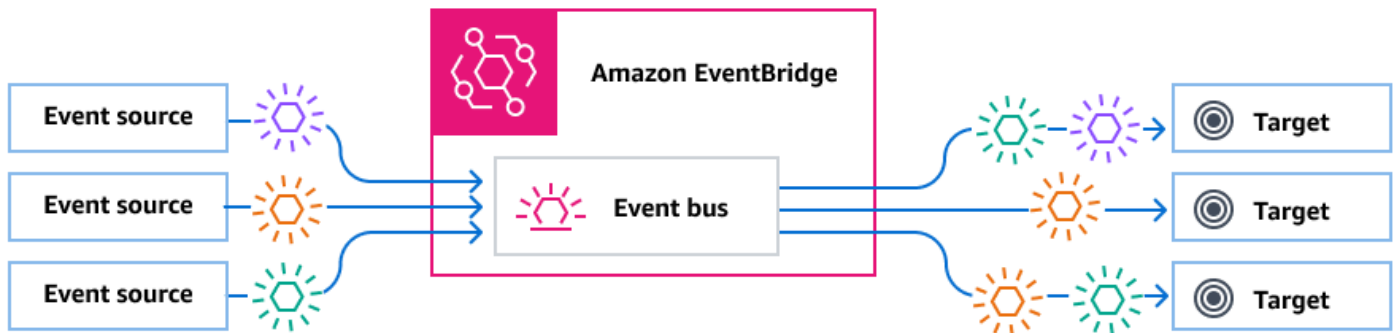 Amazon EventBridge
Event source
Event source
Event source
Event bus
Target
Target
Target